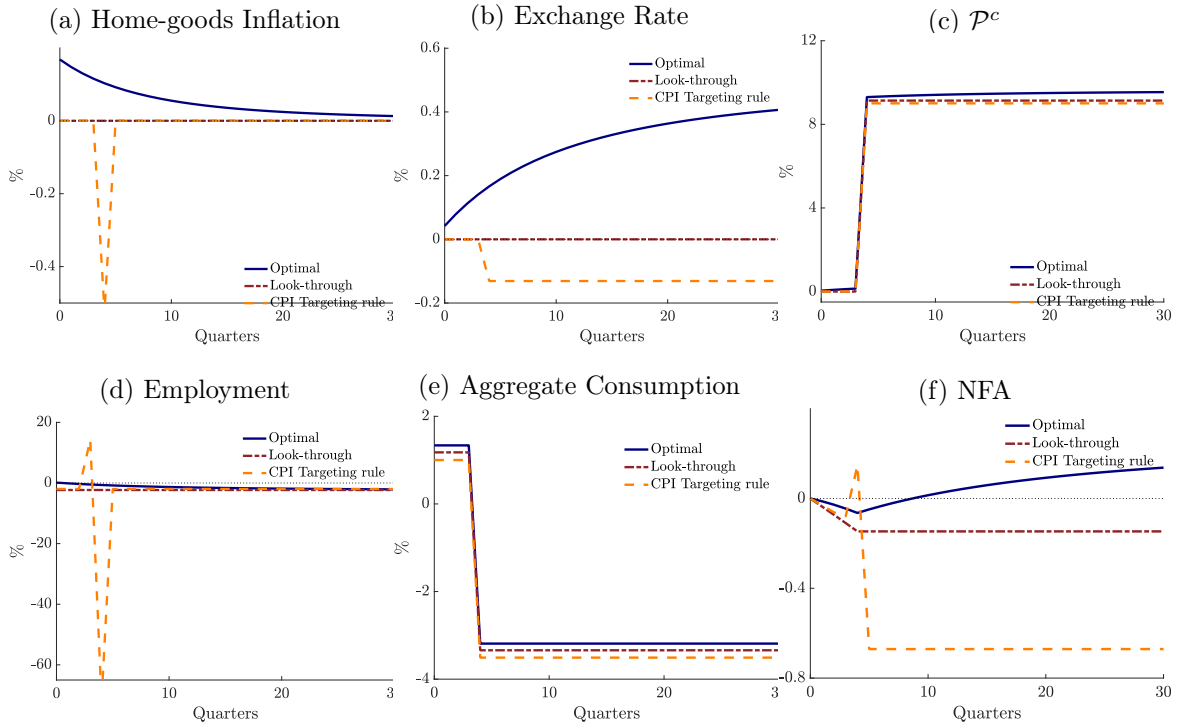 (a) Home-goods Inflation
0
-0.2
-0.4
%
Optimal
Look-through
CPI Targeting rule
0
10
20
3
Quarters
(b) Exchange Rate
0.6
0.4
0.2
0
-0.2
%
Optimal
Look-through
CPI Targeting rule
0
10
20
3
Quarters
(c) 𝒫ᶜ
12
8
4
0
%
Optimal
Look-through
CPI Targeting rule
0
10
20
30
Quarters
(d) Employment
20
0
-20
-40
-60
%
Optimal
Look-through
CPI Targeting rule
0
10
20
3
Quarters
(e) Aggregate Consumption
2
1
0
-2
-4
%
Optimal
Look-through
CPI Targeting rule
0
10
20
3
Quarters
(f) NFA
0
-0.4
-0.8
%
Optimal
Look-through
CPI Targeting rule
0
10
20
30
Quarters